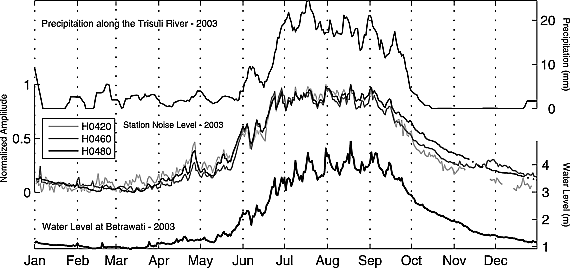 Precipitation along the Trisuli River - 2003
20
10
0
Precipitation (mm)
1
0.5
0
Normalized Amplitude
Station Noise Level - 2003
H0420
H0460
H0480
4
3
2
1
Water Level (m)
Water Level at Betrawati - 2003
Jan Feb Mar Apr May Jun Jul Aug Sep Oct Nov Dec